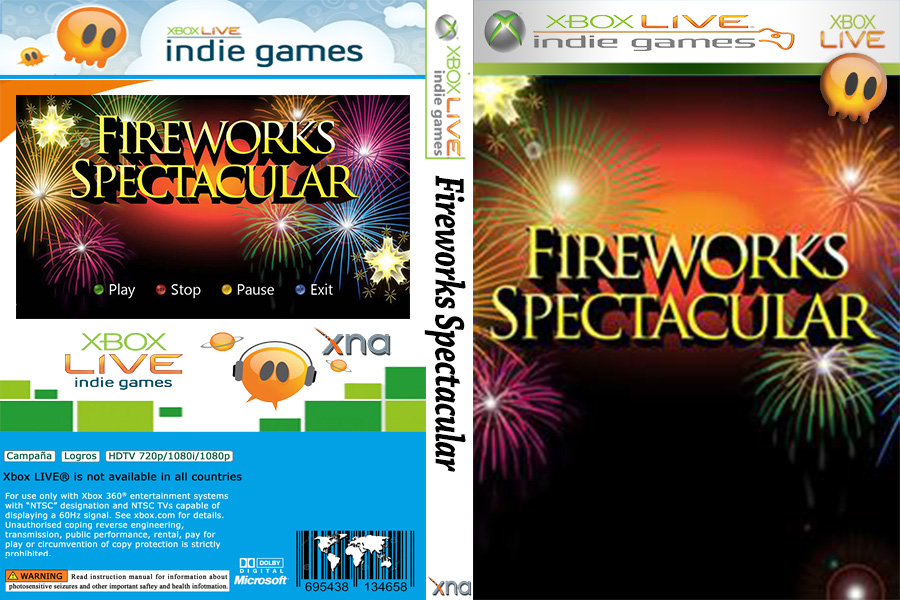 XBOX LIVE
indie games
FIREWORKS
SPECTACULAR
Play Stop Pause Exit
XBOX
LIVE
indie games
xna
Campaña Logros HDTV 720p/1080i/1080p
Xbox LIVE® is not available in all countries
For use only with Xbox 360® entertainment systems
with “NTSC” designation and NTSC TVs capable of
displaying a 60Hz signal. See xbox.com for details.
Unauthorised coping reverse engineering,
transmission, public performance, rental, pay for
play or circumvention of copy protection is strictly
prohibited.
WARNING Read instruction manual for information about
photosensitive seizures and other important saftey and health infotmation.
DOLBY
DIGITAL
Microsoft
695438 134658
XBOX LIVE
indie games
Fireworks Spectacular
xna
XBOX LIVE
indie games
XBOX
LIVE
FIREWORKS
SPECTACULAR